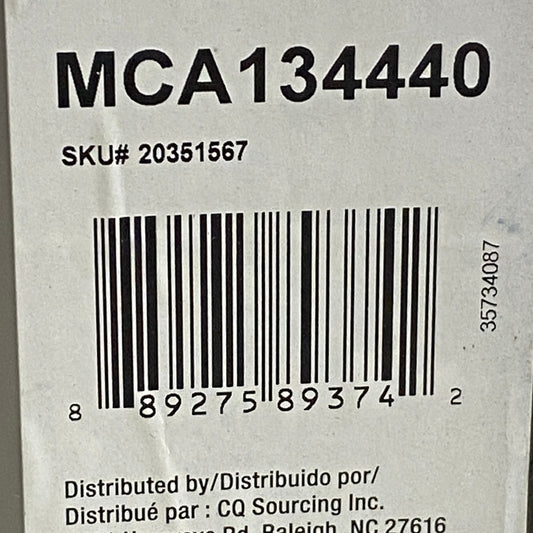 MCA134440
SKU# 20351567
35734087
8 89275 89374 2
Distributed by/Distribuido por/
Distribué par : CQ Sourcing Inc.
Rd, Raleigh, NC 27616